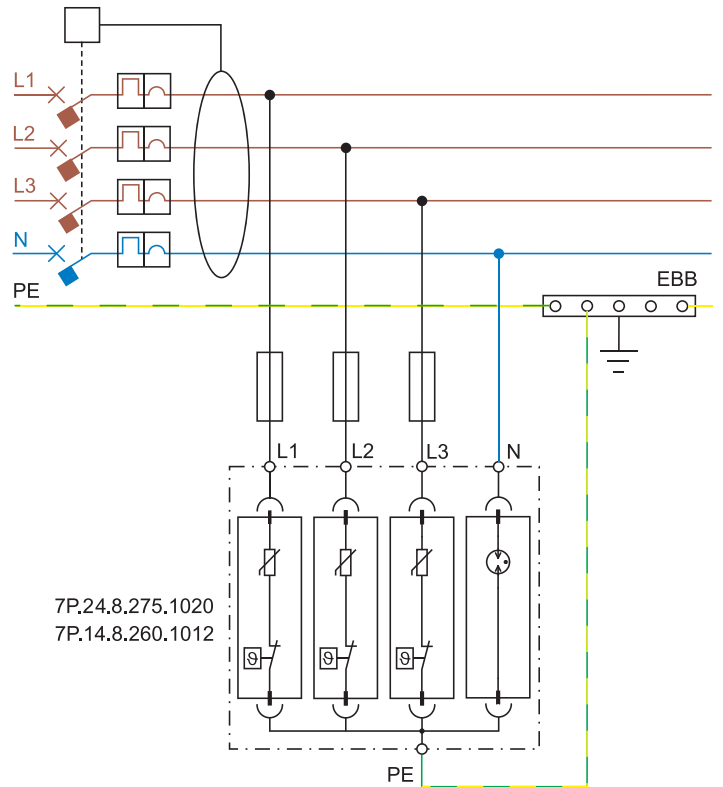 L1
L2
L3
N
PE
EBB
L1 L2 L3 N
7P.24.8.275.1020
7P.14.8.260.1012
ϑ ϑ ϑ
PE